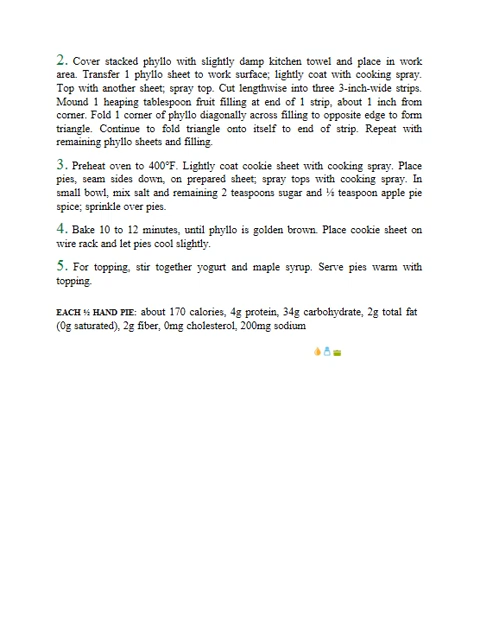 2. Cover stacked phyllo with slightly damp kitchen towel and place in work
area. Transfer 1 phyllo sheet to work surface; lightly coat with cooking spray.
Top with another sheet; spray top. Cut lengthwise into three 3-inch-wide strips.
Mound 1 heaping tablespoon fruit filling at end of 1 strip, about 1 inch from
corner. Fold 1 corner of phyllo diagonally across filling to opposite edge to form
triangle. Continue to fold triangle onto itself to end of strip. Repeat with
remaining phyllo sheets and filling.
3. Preheat oven to 400°F. Lightly coat cookie sheet with cooking spray. Place
pies, seam sides down, on prepared sheet; spray tops with cooking spray. In
small bowl, mix salt and remaining 2 teaspoons sugar and ½ teaspoon apple pie
spice; sprinkle over pies.
4. Bake 10 to 12 minutes, until phyllo is golden brown. Place cookie sheet on
wire rack and let pies cool slightly.
5. For topping, stir together yogurt and maple syrup. Serve pies warm with
topping.
EACH ½ HAND PIE: about 170 calories, 4g protein, 34g carbohydrate, 2g total fat
(0g saturated), 2g fiber, 0mg cholesterol, 200mg sodium